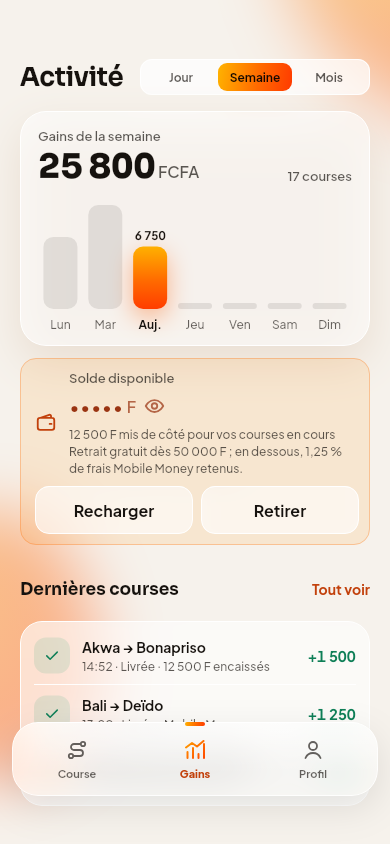 Activité
Jour
Semaine
Mois
Gains de la semaine
25 800 FCFA
17 courses
6 750
Lun
Mar
Auj.
Jeu
Ven
Sam
Dim
Solde disponible
••••• F
12 500 F mis de côté pour vos courses en cours
Retrait gratuit dès 50 000 F ; en dessous, 1,25 %
de frais Mobile Money retenus.
Recharger
Retirer
Dernières courses
Tout voir
Akwa → Bonapriso
14:52 · Livrée · 12 500 F encaissés
+1 500
Bali → Deïdo
+1 250
Course
Gains
Profil